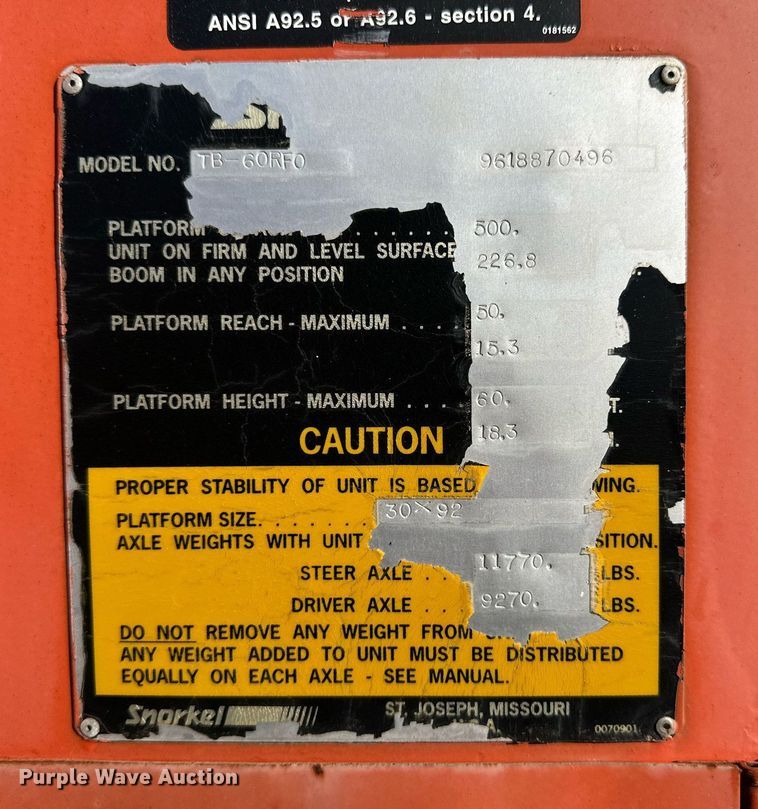 ANSI A92.5 or A92.6 - section 4.
0181562
MODEL NO. TB-60RFO 9618870496
PLATFORM . . . . . . 500.
UNIT ON FIRM AND LEVEL SURFACE
226.8
BOOM IN ANY POSITION
PLATFORM REACH - MAXIMUM . . . . 50.
15.3
PLATFORM HEIGHT - MAXIMUM . . . . 60. T.
18.3
CAUTION
PROPER STABILITY OF UNIT IS BASED WING.
PLATFORM SIZE. . . . . . . . 30×92
AXLE WEIGHTS WITH UNIT SITION.
STEER AXLE . . 11770. LBS.
DRIVER AXLE . . 9270. LBS.
DO NOT REMOVE ANY WEIGHT FROM
ANY WEIGHT ADDED TO UNIT MUST BE DISTRIBUTED
EQUALLY ON EACH AXLE - SEE MANUAL.
Snorkel
ST. JOSEPH, MISSOURI
0070901
Purple Wave Auction